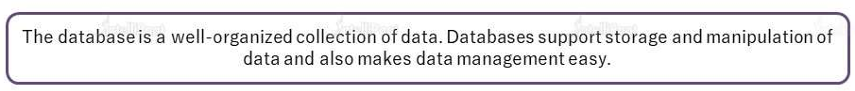 The database is a well-organized collection of data. Databases support storage and manipulation of
data and also makes data management easy.